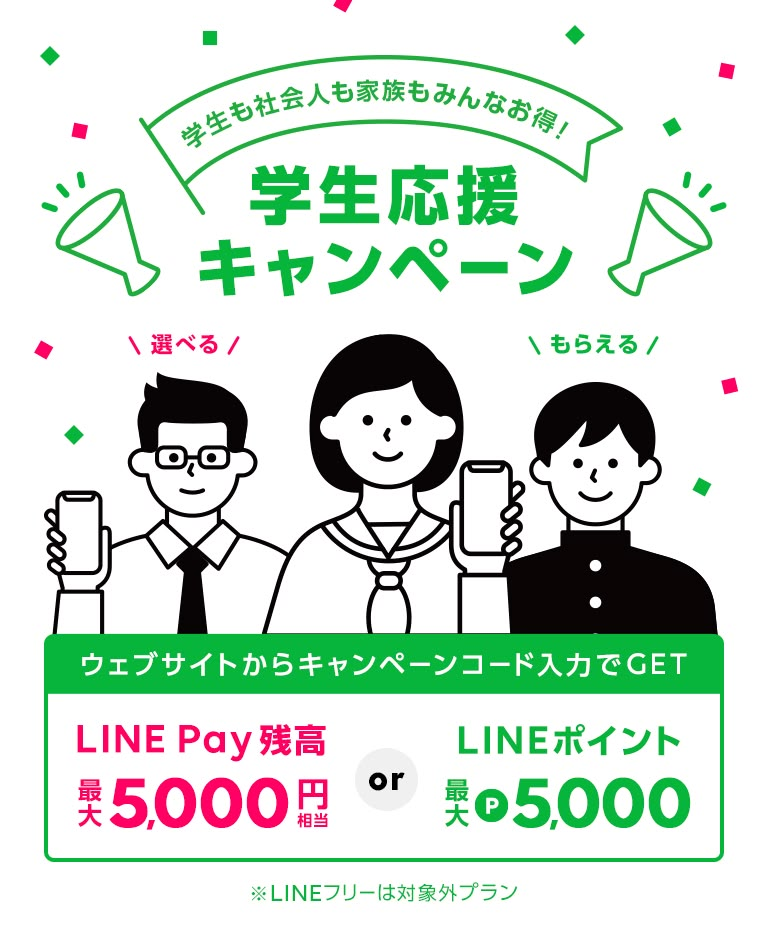 学生も社会人も家族もみんなお得!
学生応援
キャンペーン
\ 選べる /
\ もらえる /
ウェブサイトからキャンペーンコード入力でGET
LINE Pay 残高
最大5,000円相当
or
LINEポイント
最大P5,000
※LINEフリーは対象外プラン